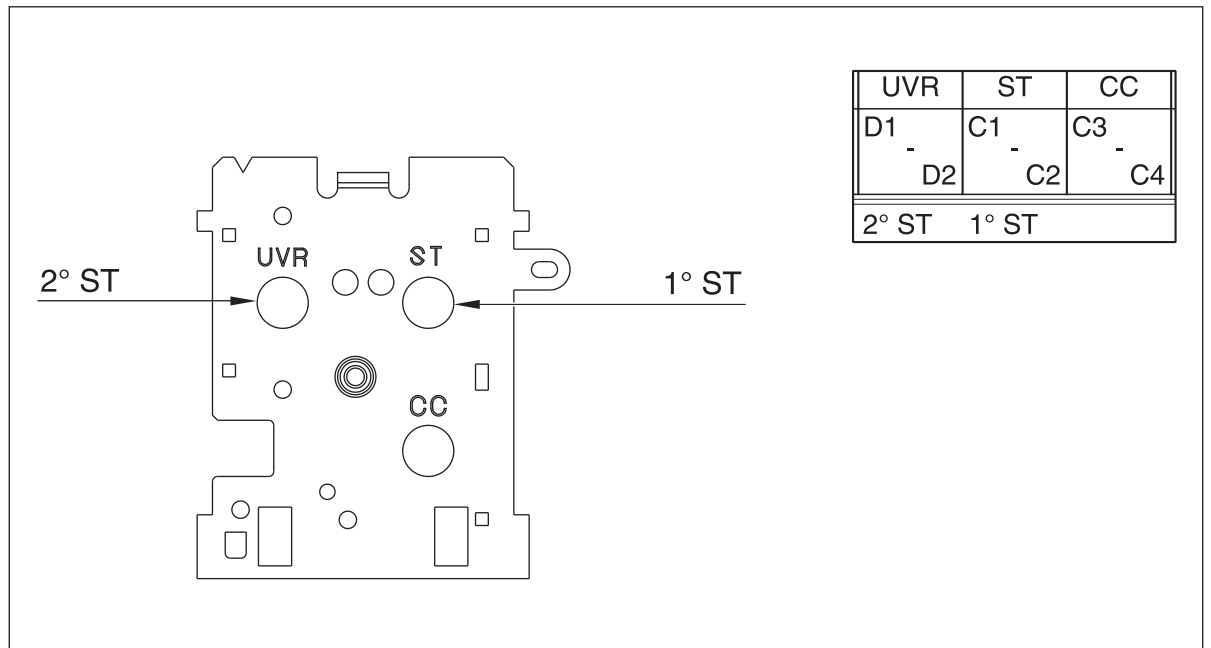 UVR ST CC
D1 - D2 C1 - C2 C3 - C4
2° ST 1° ST
UVR ST
2° ST 1° ST
CC